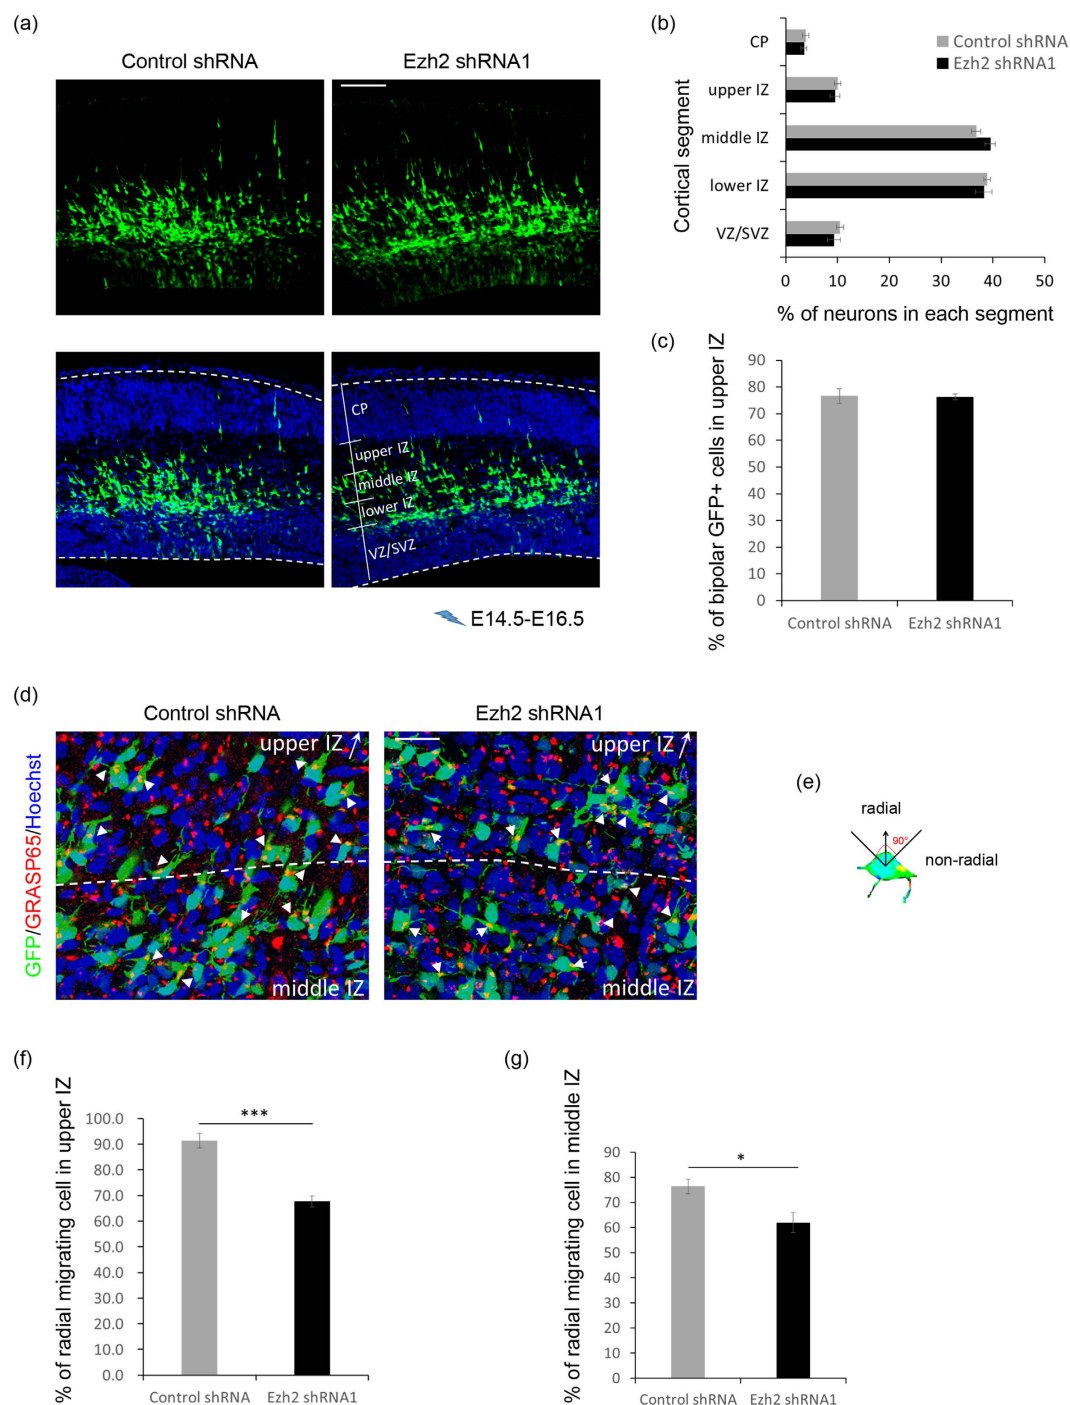 (a)
Control shRNA
Ezh2 shRNA1
CP
upper IZ
middle IZ
lower IZ
VZ/SVZ
E14.5-E16.5
(b)
Cortical segment
CP
upper IZ
middle IZ
lower IZ
VZ/SVZ
Control shRNA
Ezh2 shRNA1
0 10 20 30 40 50
% of neurons in each segment
(c)
% of bipolar GFP+ cells in upper IZ
90
80
70
60
50
40
30
20
10
0
Control shRNA Ezh2 shRNA1
(d)
Control shRNA
Ezh2 shRNA1
GFP/GRASP65/Hoechst
upper IZ
middle IZ
upper IZ
middle IZ
(e)
radial
90°
non-radial
(f)
% of radial migrating cell in upper IZ
100.0
90.0
80.0
70.0
60.0
50.0
40.0
30.0
20.0
10.0
0.0
***
Control shRNA Ezh2 shRNA1
(g)
% of radial migrating cell in middle IZ
90
80
70
60
50
40
30
20
10
0
*
Control shRNA Ezh2 shRNA1